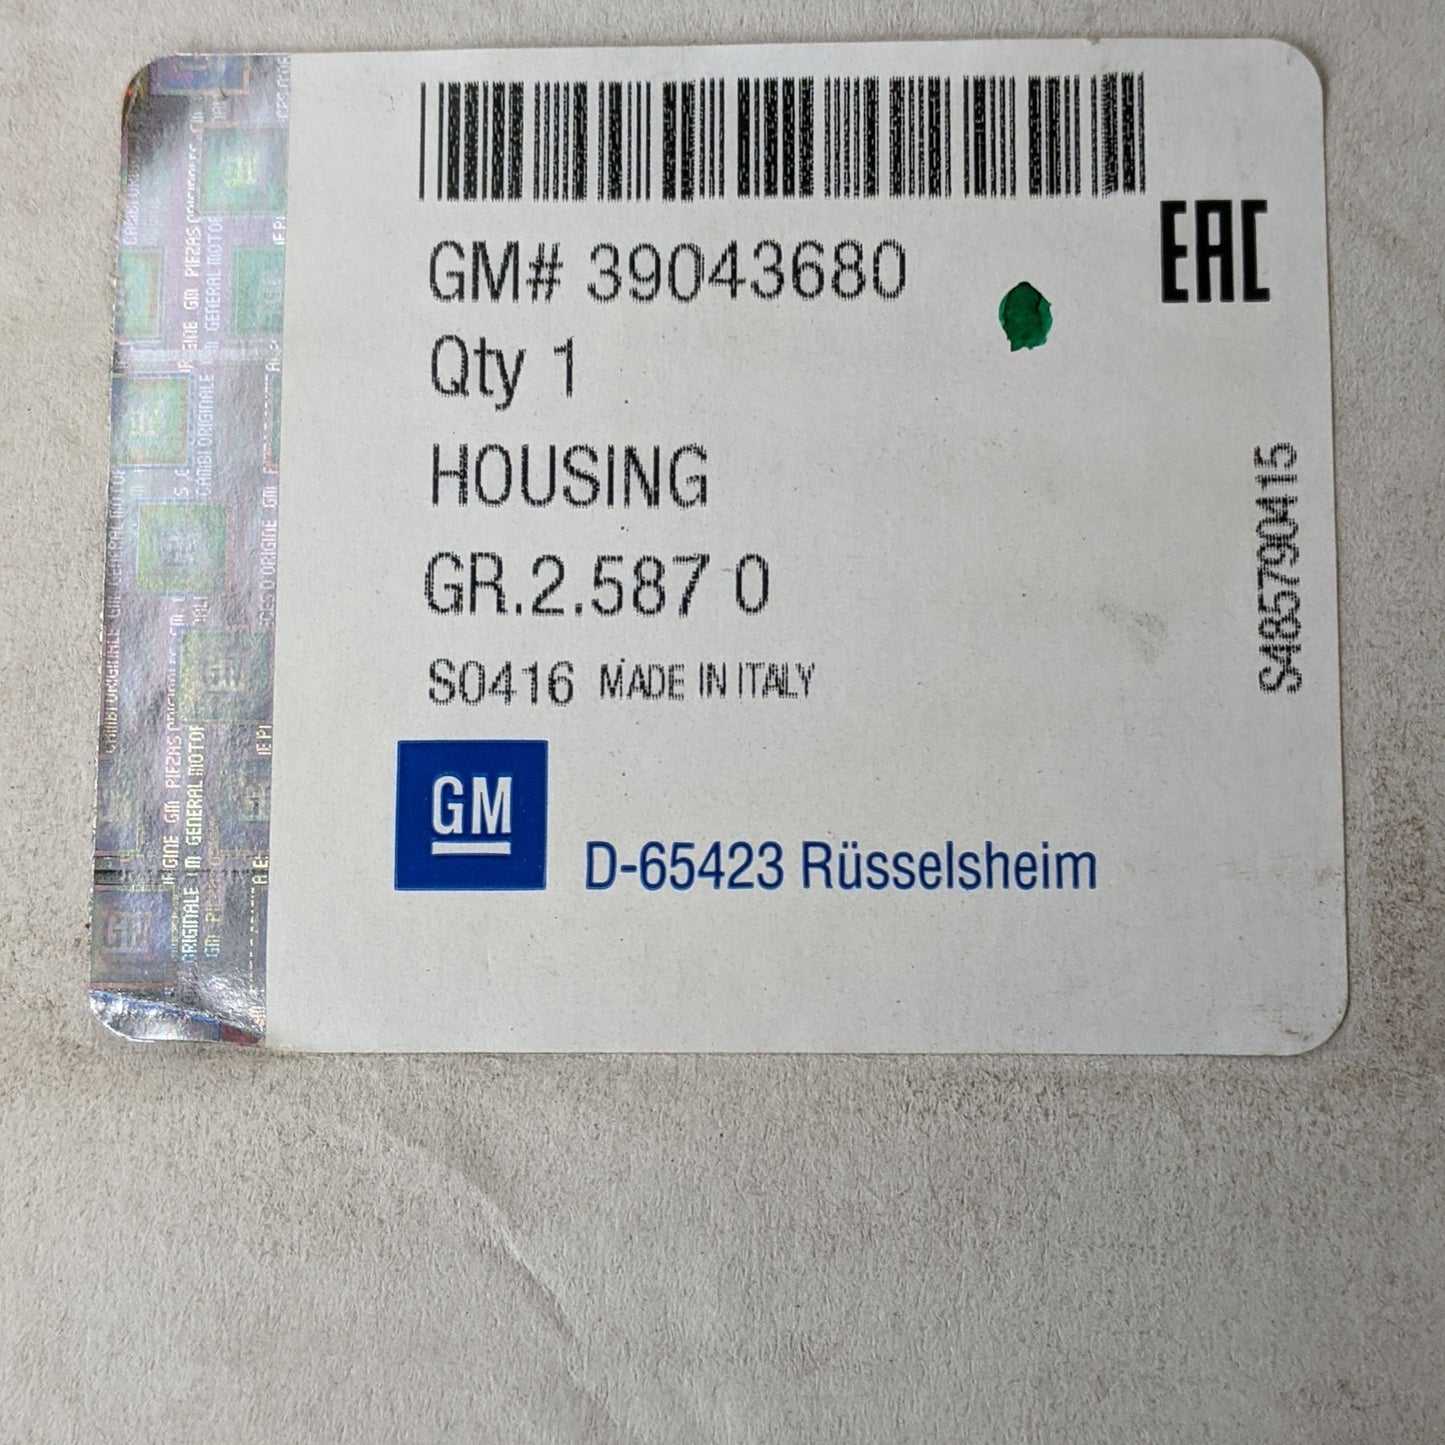 GM# 39043680
EAC
Qty 1
HOUSING
GR.2.587 0
S0416 MADE IN ITALY
S485790415
GM
D-65423 Rüsselsheim